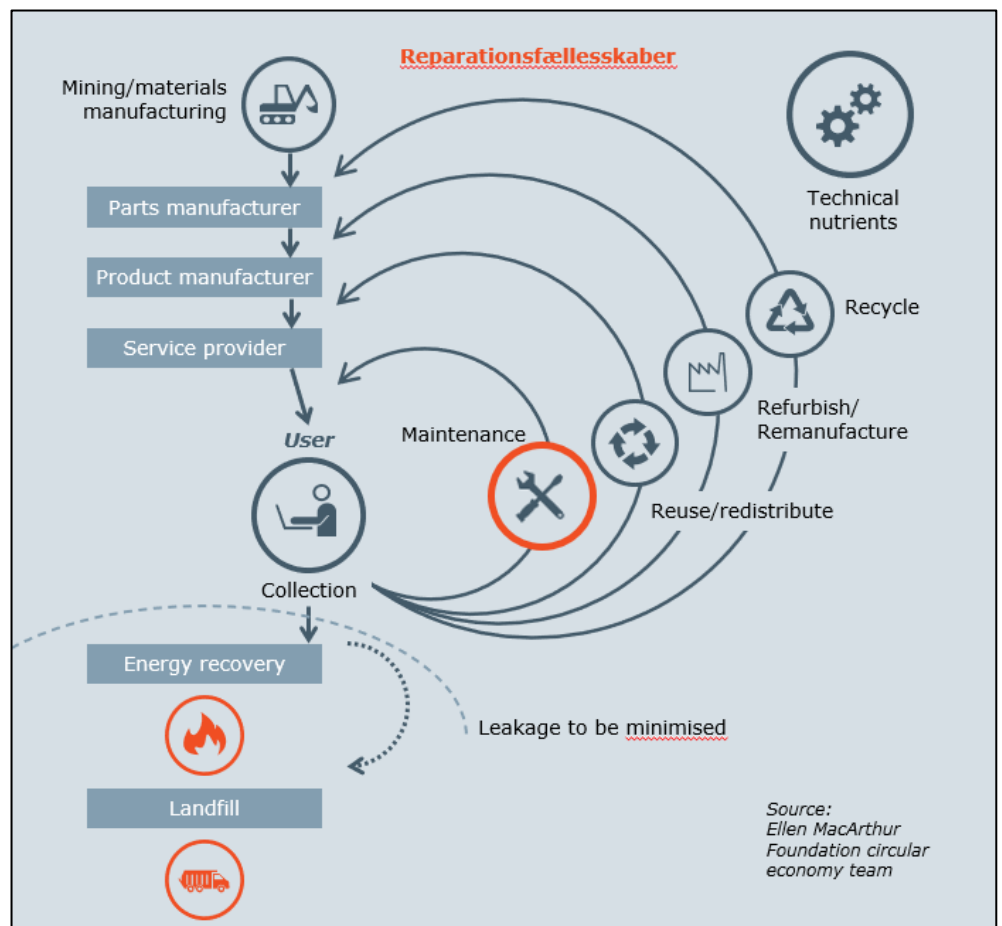 Reparationsfællesskaber
Mining/materials
manufacturing
Parts manufacturer
Technical
nutrients
Product manufacturer
Recycle
Service provider
Refurbish/
Remanufacture
User
Maintenance
Reuse/redistribute
Collection
Energy recovery
Leakage to be minimised
Landfill
Source:
Ellen MacArthur
Foundation circular
economy team